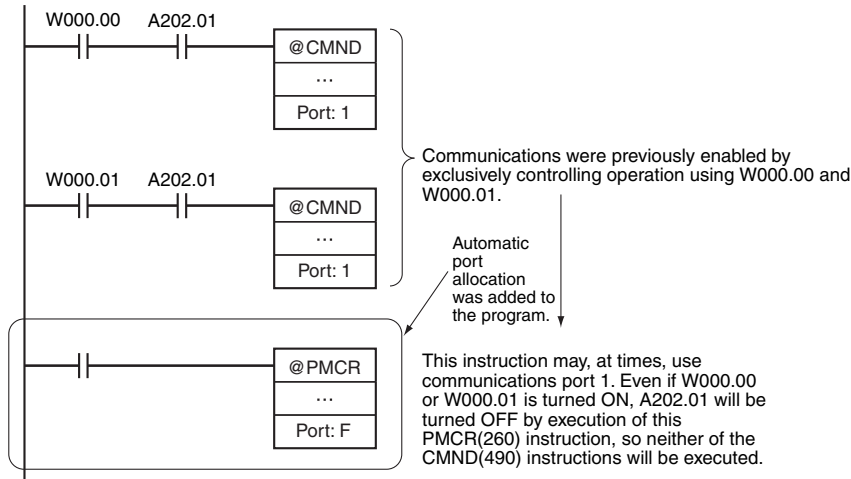 W000.00 A202.01
@CMND
...
Port: 1
Communications were previously enabled by
exclusively controlling operation using W000.00 and
W000.01.
W000.01 A202.01
@CMND
...
Port: 1
Automatic
port
allocation
was added to
the program.
@PMCR
...
Port: F
This instruction may, at times, use
communications port 1. Even if W000.00
or W000.01 is turned ON, A202.01 will be
turned OFF by execution of this
PMCR(260) instruction, so neither of the
CMND(490) instructions will be executed.